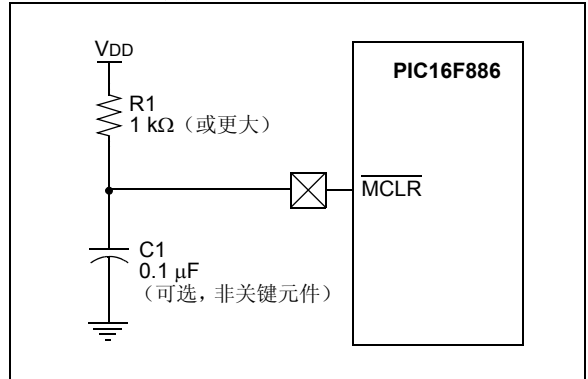 VDD
PIC16F886
R1
1 kΩ（或更大）
MCLR
C1
0.1 μF
（可选，非关键元件）